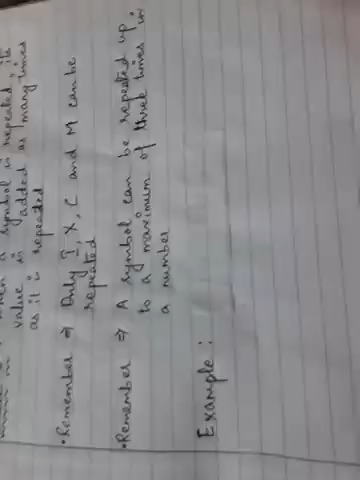 when a symbol is repeated, its
value is added as many times
as it is repeated
• Remember ⇒ Only I, X, C and M can be
repeated
• Remember ⇒ A symbol can be repeated up
to a maximum of three times in
a number
Example :